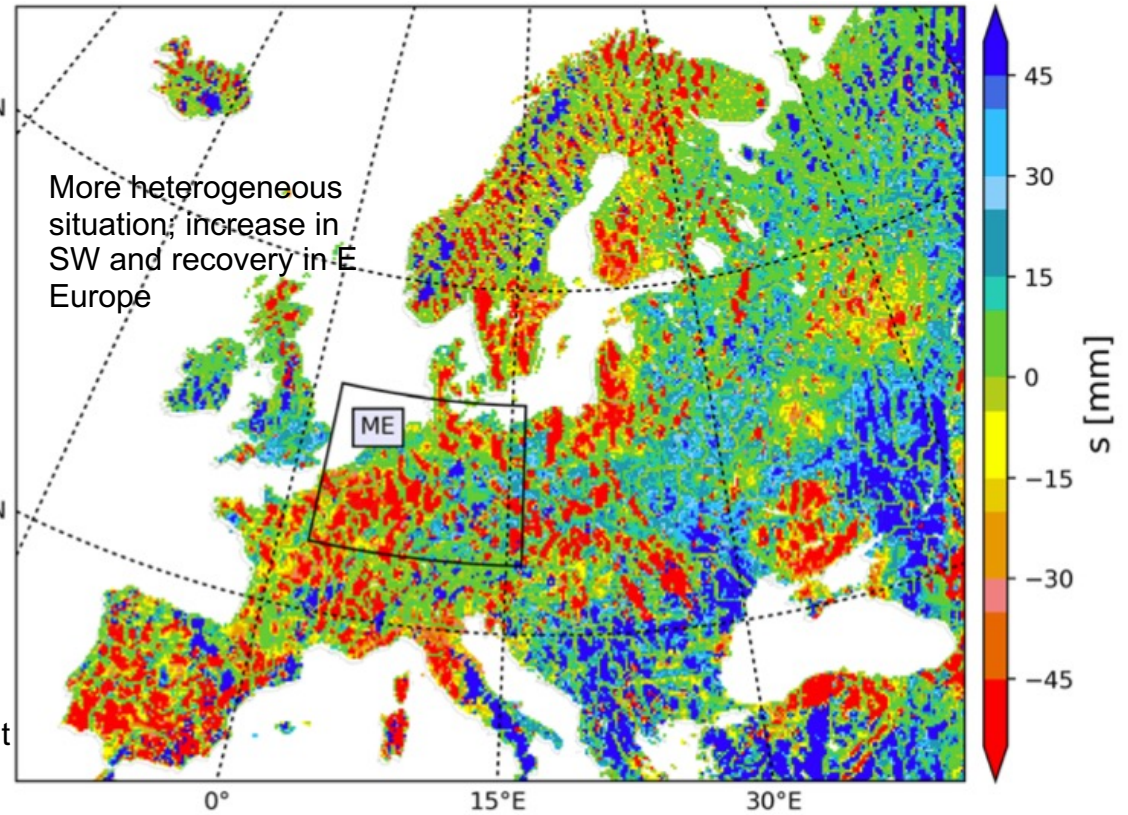 N
More heterogeneous
situation; increase in
SW and recovery in E
Europe
ME
N
t
0°
15°E
30°E
45
30
15
0
−15
−30
−45
s [mm]